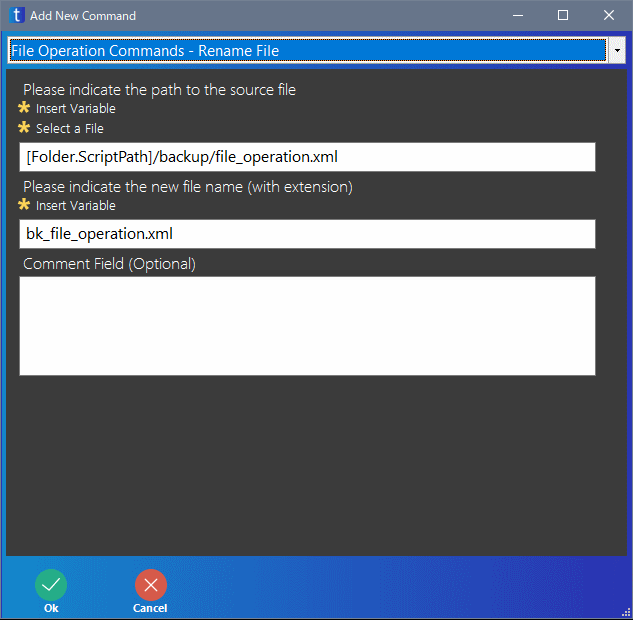 t Add New Command
File Operation Commands - Rename File
Please indicate the path to the source file
Insert Variable
Select a File
[Folder.ScriptPath]/backup/file_operation.xml
Please indicate the new file name (with extension)
Insert Variable
bk_file_operation.xml
Comment Field (Optional)
Ok
Cancel